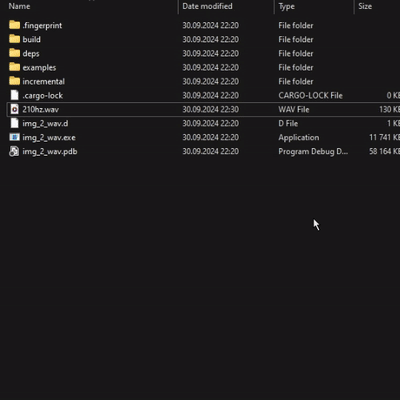 Name Date modified Type Size
.fingerprint 30.09.2024 22:20 File folder
build 30.09.2024 22:20 File folder
deps 30.09.2024 22:20 File folder
examples 30.09.2024 22:20 File folder
incremental 30.09.2024 22:20 File folder
.cargo-lock 30.09.2024 22:20 CARGO-LOCK File 0 KB
210hz.wav 30.09.2024 22:30 WAV File 130 KB
img_2_wav.d 30.09.2024 22:20 D File 1 KB
img_2_wav.exe 30.09.2024 22:20 Application 11 741 KB
img_2_wav.pdb 30.09.2024 22:20 Program Debug D... 58 164 KB